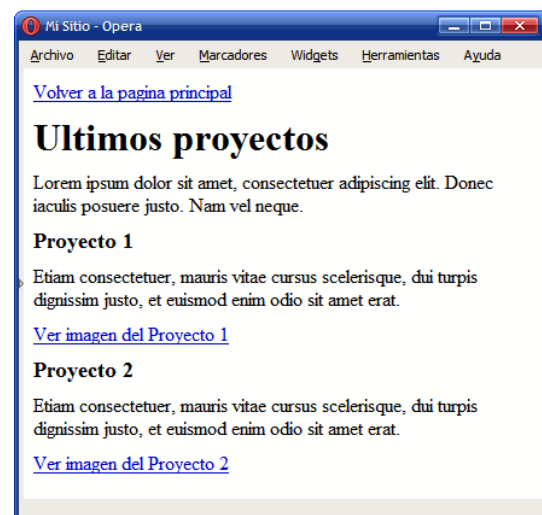 Mi Sitio - Opera
Archivo Editar Ver Marcadores Widgets Herramientas Ayuda
Volver a la pagina principal
Ultimos proyectos
Lorem ipsum dolor sit amet, consectetuer adipiscing elit. Donec
iaculis posuere justo. Nam vel neque.
Proyecto 1
Etiam consectetuer, mauris vitae cursus scelerisque, dui turpis
dignissim justo, et euismod enim odio sit amet erat.
Ver imagen del Proyecto 1
Proyecto 2
Etiam consectetuer, mauris vitae cursus scelerisque, dui turpis
dignissim justo, et euismod enim odio sit amet erat.
Ver imagen del Proyecto 2